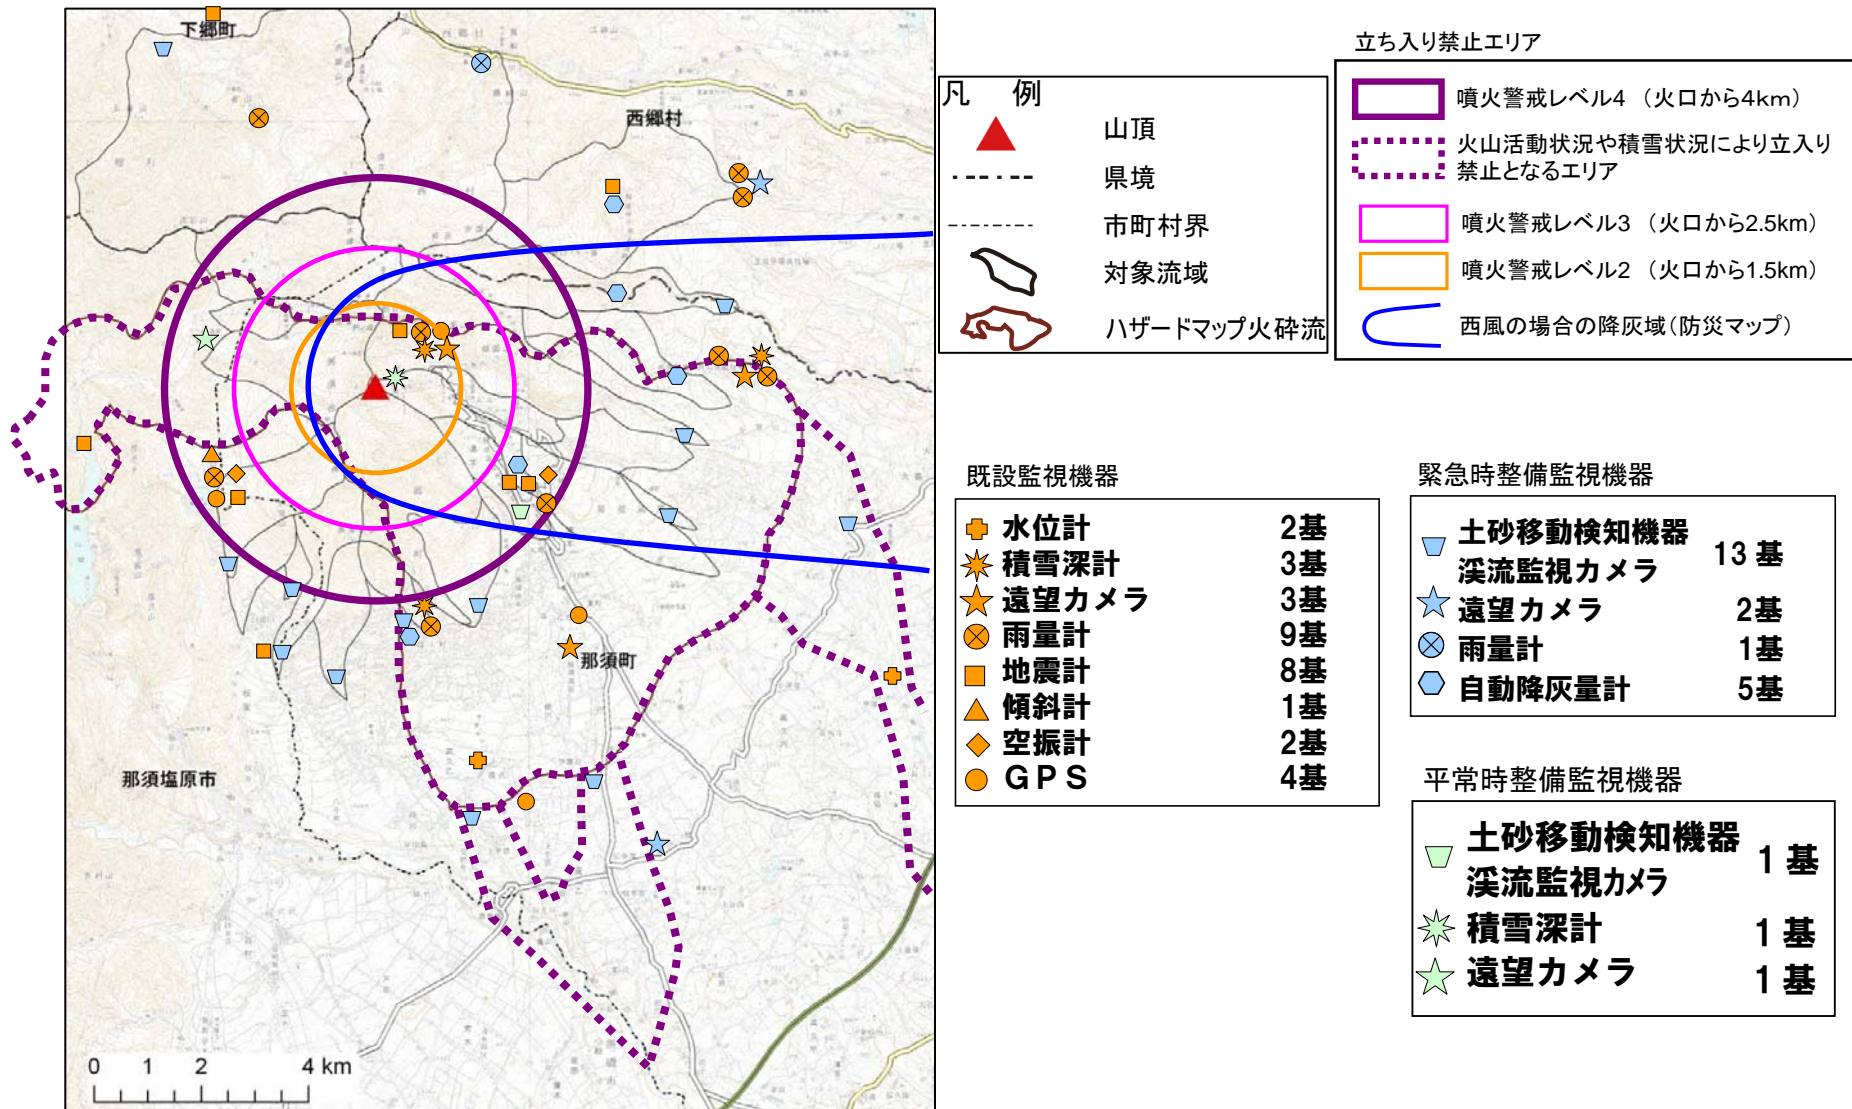 下郷町
西郷村
那須町
那須塩原市
0 1 2 4 km
凡 例
山頂
県境
市町村界
対象流域
ハザードマップ火砕流
立ち入り禁止エリア
噴火警戒レベル4 (火口から4km)
火山活動状況や積雪状況により立入り
禁止となるエリア
噴火警戒レベル3 (火口から2.5km)
噴火警戒レベル2 (火口から1.5km)
西風の場合の降灰域(防災マップ)
既設監視機器
水位計 2基
積雪深計 3基
遠望カメラ 3基
雨量計 9基
地震計 8基
傾斜計 1基
空振計 2基
GPS 4基
緊急時整備監視機器
土砂移動検知機器
渓流監視カメラ 13基
遠望カメラ 2基
雨量計 1基
自動降灰量計 5基
平常時整備監視機器
土砂移動検知機器
渓流監視カメラ 1基
積雪深計 1基
遠望カメラ 1基